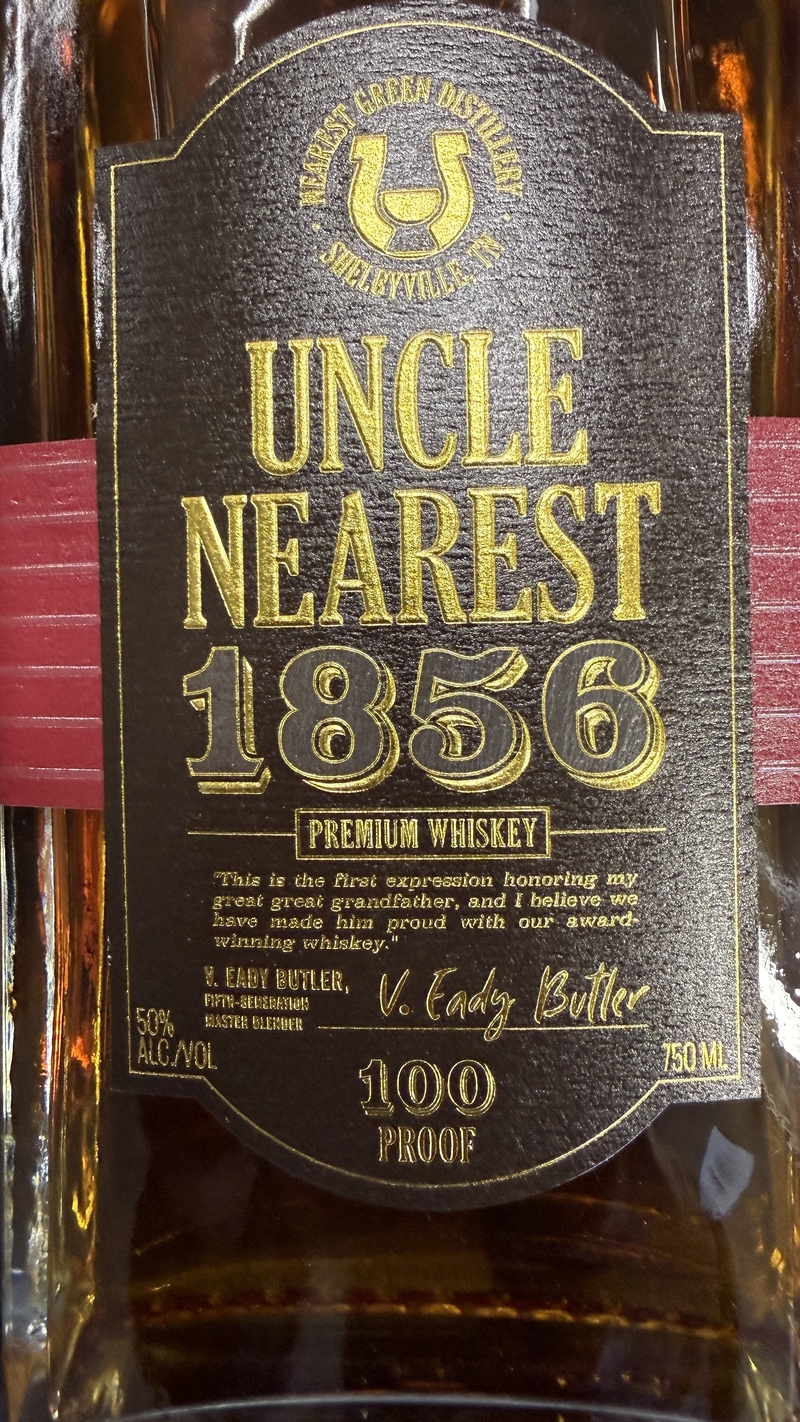 NEAREST GREEN DISTILLERY
· SHELBYVILLE, TN ·
UNCLE
NEAREST
1856
PREMIUM WHISKEY
"This is the first expression honoring my
great great grandfather, and I believe we
have made him proud with our award-
winning whiskey."
V. EADY BUTLER,
FIFTH-GENERATION
MASTER BLENDER
V. Eady Butler
50%
ALC./VOL
750 ML
100
PROOF